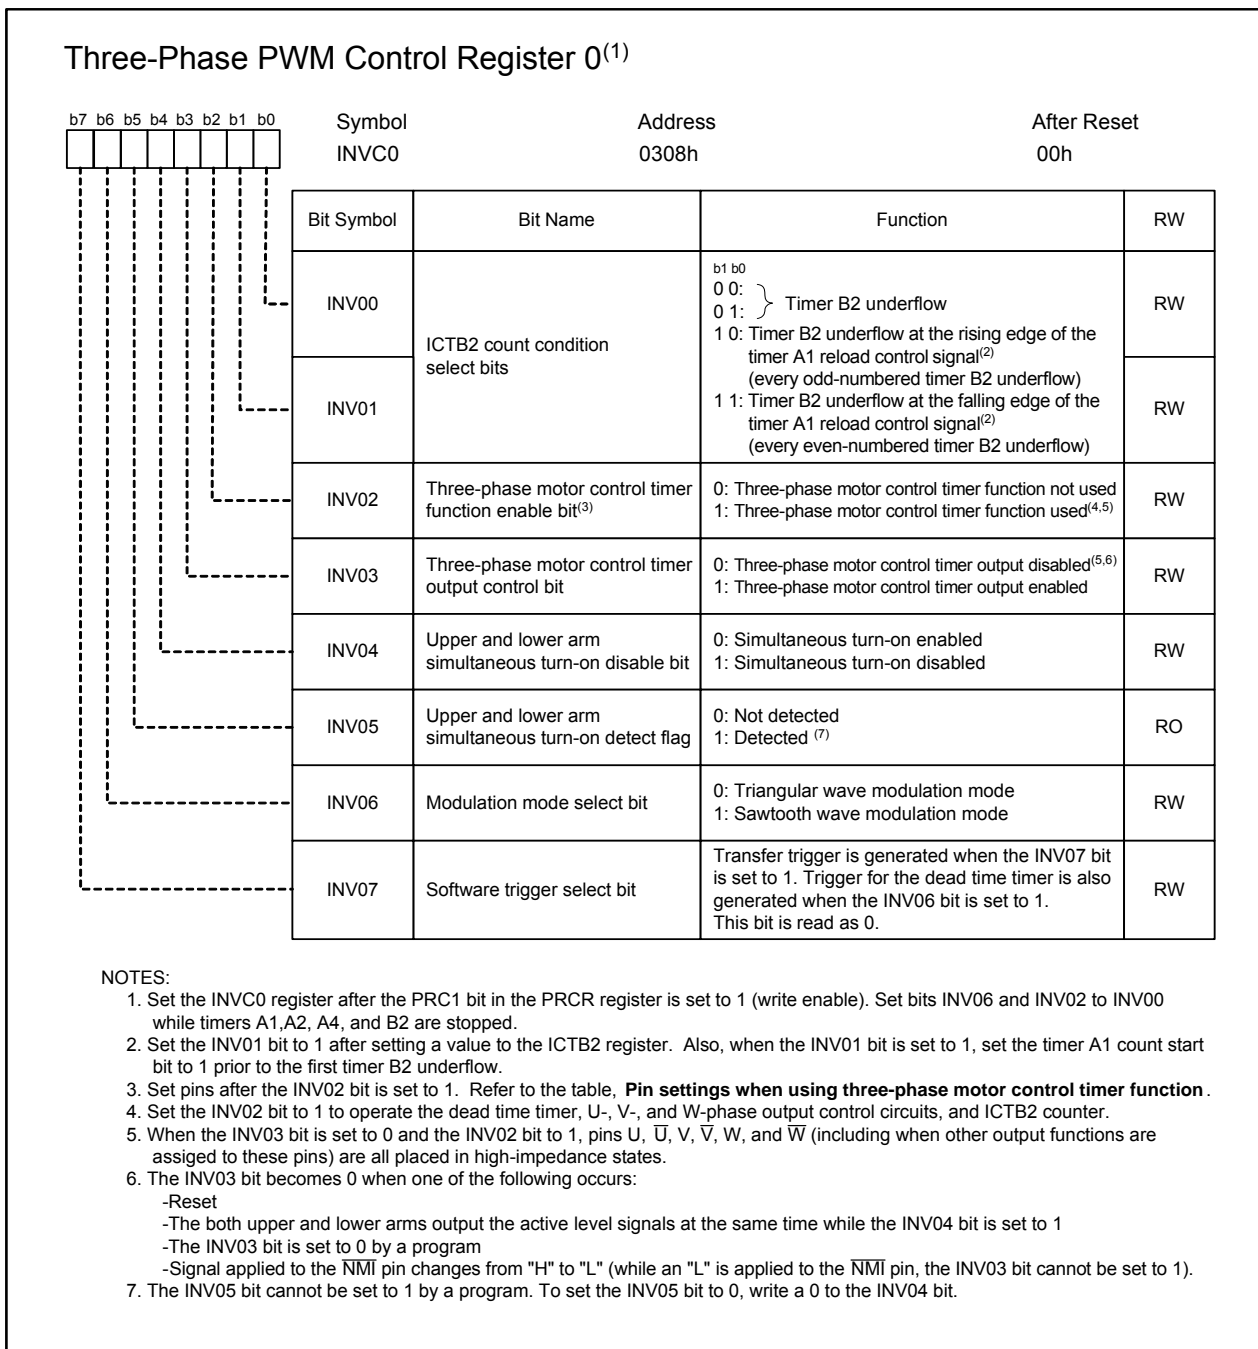 Three-Phase PWM Control Register 0(1)
b7 b6 b5 b4 b3 b2 b1 b0
Symbol Address After Reset
INVC0 0308h 00h
Bit Symbol Bit Name Function RW
INV00
INV01
ICTB2 count condition
select bits
b1 b0
0 0:
0 1:
Timer B2 underflow
1 0: Timer B2 underflow at the rising edge of the
timer A1 reload control signal(2)
(every odd-numbered timer B2 underflow)
1 1: Timer B2 underflow at the falling edge of the
timer A1 reload control signal(2)
(every even-numbered timer B2 underflow)
RW
RW
INV02
Three-phase motor control timer
function enable bit(3)
0: Three-phase motor control timer function not used
1: Three-phase motor control timer function used(4,5)
RW
INV03
Three-phase motor control timer
output control bit
0: Three-phase motor control timer output disabled(5,6)
1: Three-phase motor control timer output enabled
RW
INV04
Upper and lower arm
simultaneous turn-on disable bit
0: Simultaneous turn-on enabled
1: Simultaneous turn-on disabled
RW
INV05
Upper and lower arm
simultaneous turn-on detect flag
0: Not detected
1: Detected (7)
RO
INV06
Modulation mode select bit
0: Triangular wave modulation mode
1: Sawtooth wave modulation mode
RW
INV07
Software trigger select bit
Transfer trigger is generated when the INV07 bit
is set to 1. Trigger for the dead time timer is also
generated when the INV06 bit is set to 1.
This bit is read as 0.
RW
NOTES:
1. Set the INVC0 register after the PRC1 bit in the PRCR register is set to 1 (write enable). Set bits INV06 and INV02 to INV00
while timers A1,A2, A4, and B2 are stopped.
2. Set the INV01 bit to 1 after setting a value to the ICTB2 register. Also, when the INV01 bit is set to 1, set the timer A1 count start
bit to 1 prior to the first timer B2 underflow.
3. Set pins after the INV02 bit is set to 1. Refer to the table, Pin settings when using three-phase motor control timer function.
4. Set the INV02 bit to 1 to operate the dead time timer, U-, V-, and W-phase output control circuits, and ICTB2 counter.
5. When the INV03 bit is set to 0 and the INV02 bit to 1, pins U, U̅, V, V̅, W, and W̅ (including when other output functions are
assiged to these pins) are all placed in high-impedance states.
6. The INV03 bit becomes 0 when one of the following occurs:
-Reset
-The both upper and lower arms output the active level signals at the same time while the INV04 bit is set to 1
-The INV03 bit is set to 0 by a program
-Signal applied to the N̅M̅I̅ pin changes from "H" to "L" (while an "L" is applied to the N̅M̅I̅ pin, the INV03 bit cannot be set to 1).
7. The INV05 bit cannot be set to 1 by a program. To set the INV05 bit to 0, write a 0 to the INV04 bit.